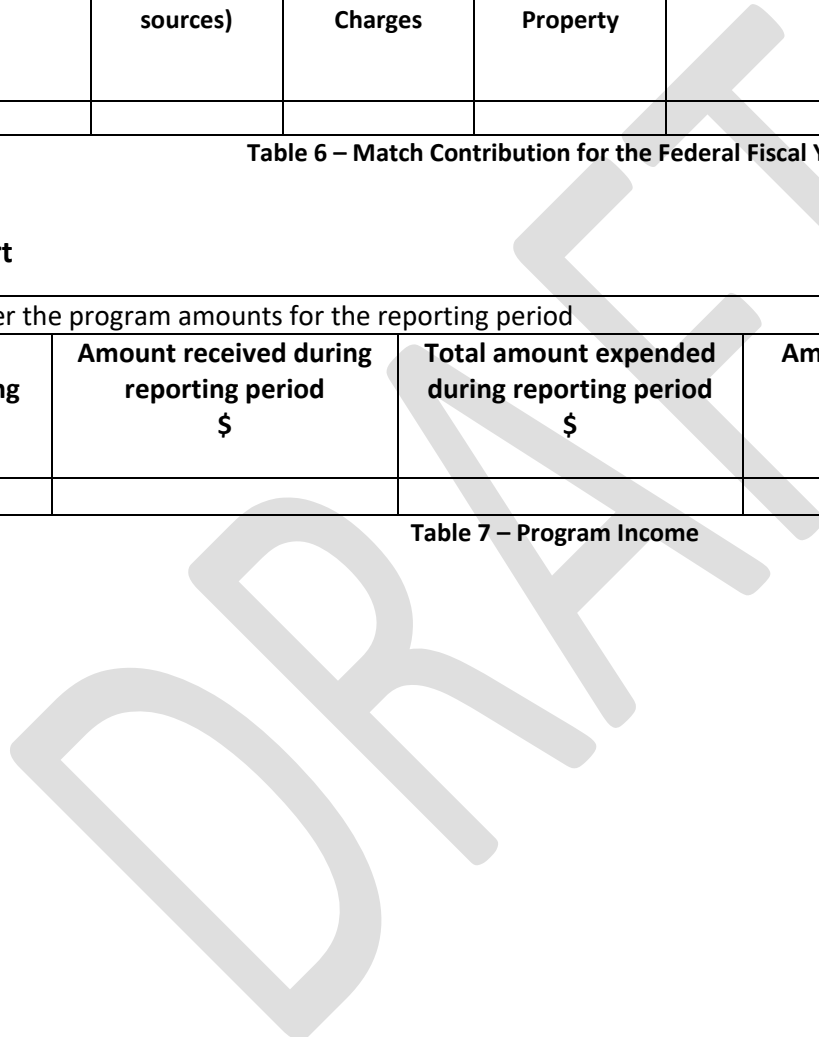 sources) Charges Property
Table 6 – Match Contribution for the Federal Fiscal
er the program amounts for the reporting period
Amount received during Total amount expended Am
reporting period during reporting period
$ $
Table 7 – Program Income
DRAFT